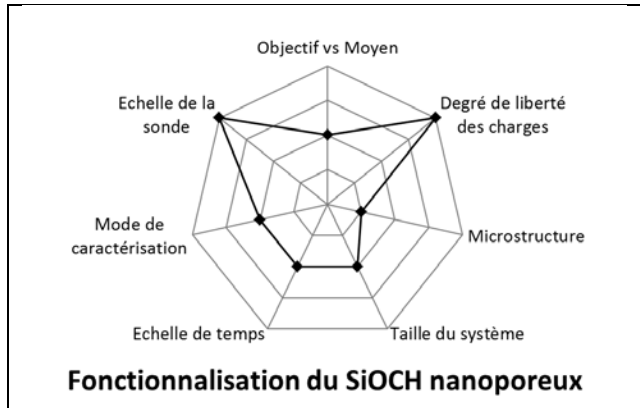 Objectif vs Moyen
Echelle de la
sonde
Degré de liberté
des charges
Mode de
caractérisation
Microstructure
Echelle de temps
Taille du système
Fonctionnalisation du SiOCH nanoporeux